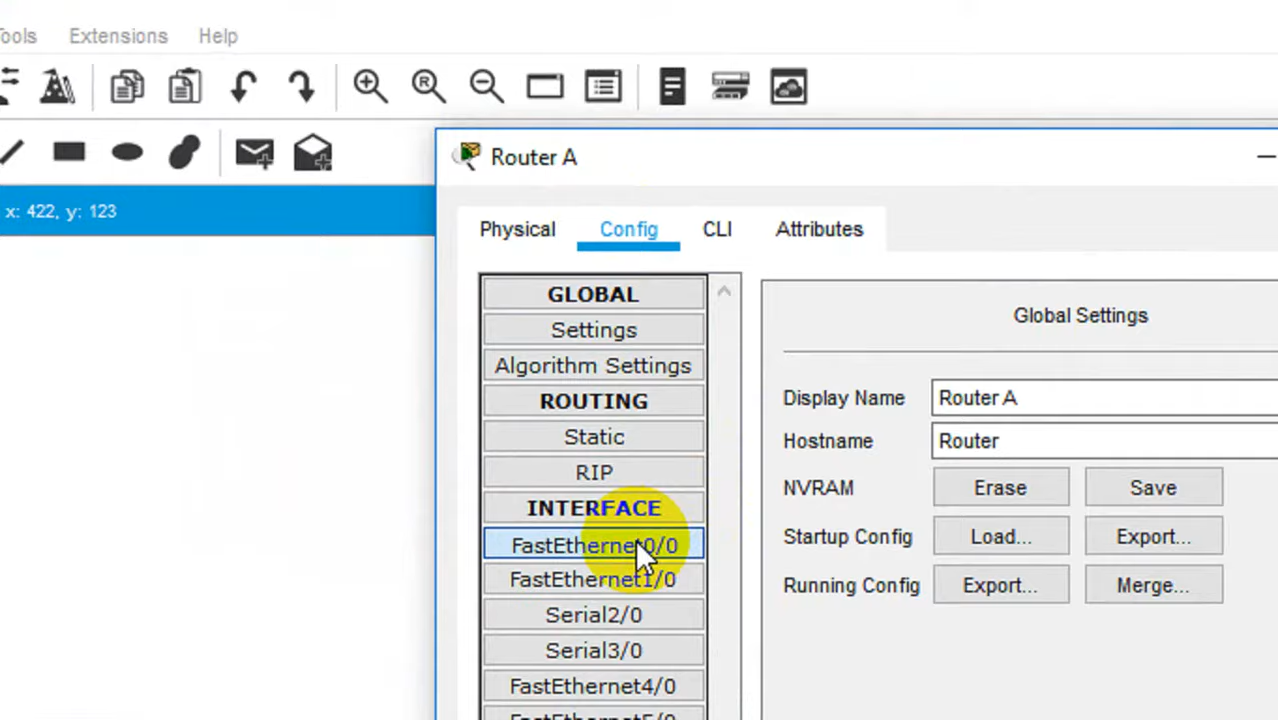 Tools Extensions Help
x: 422, y: 123
Router A
Physical Config CLI Attributes
GLOBAL
Settings
Algorithm Settings
ROUTING
Static
RIP
INTERFACE
FastEthernet0/0
FastEthernet1/0
Serial2/0
Serial3/0
FastEthernet4/0
FastEthernet5/0
Global Settings
Display Name Router A
Hostname Router
NVRAM Erase Save
Startup Config Load... Export...
Running Config Export... Merge...